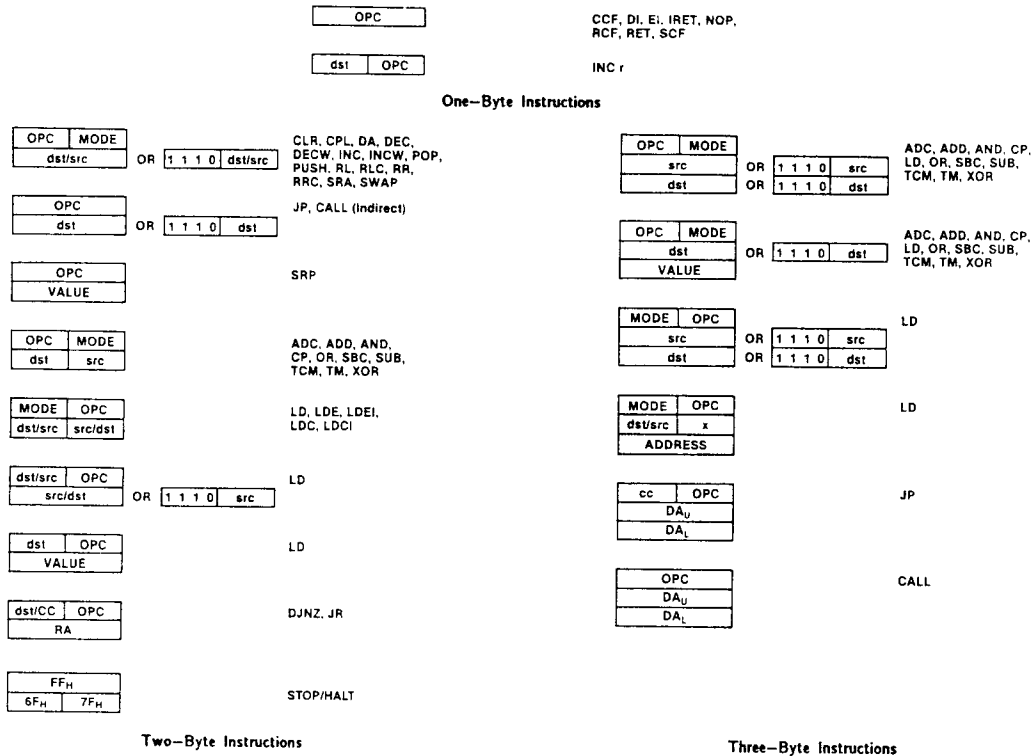 OPC
CCF, DI, Ei, IRET, NOP,
RCF, RET, SCF
dst OPC
INC r
One—Byte Instructions
OPC MODE
dst/src OR 1 1 1 0 dst/src
CLR, CPL, DA, DEC,
DECW, INC, INCW, POP,
PUSH, RL, RLC, RR,
RRC, SRA, SWAP
OPC
dst OR 1 1 1 0 dst
JP, CALL (Indirect)
OPC
VALUE
SRP
OPC MODE
dst src
ADC, ADD, AND,
CP, OR, SBC, SUB,
TCM, TM, XOR
MODE OPC
dst/src src/dst
LD, LDE, LDEI,
LDC, LDCI
dst/src OPC
src/dst OR 1 1 1 0 src
LD
dst OPC
VALUE
LD
dst/CC OPC
RA
DJNZ, JR
FFH
6FH 7FH
STOP/HALT
Two—Byte Instructions
OPC MODE
src OR 1 1 1 0 src
dst OR 1 1 1 0 dst
ADC, ADD, AND, CP,
LD, OR, SBC, SUB,
TCM, TM, XOR
OPC MODE
dst OR 1 1 1 0 dst
VALUE
ADC, ADD, AND, CP,
LD, OR, SBC, SUB,
TCM, TM, XOR
MODE OPC
src OR 1 1 1 0 src
dst OR 1 1 1 0 dst
LD
MODE OPC
dst/src x
ADDRESS
LD
cc OPC
DAU
DAL
JP
OPC
DAU
DAL
CALL
Three—Byte Instructions